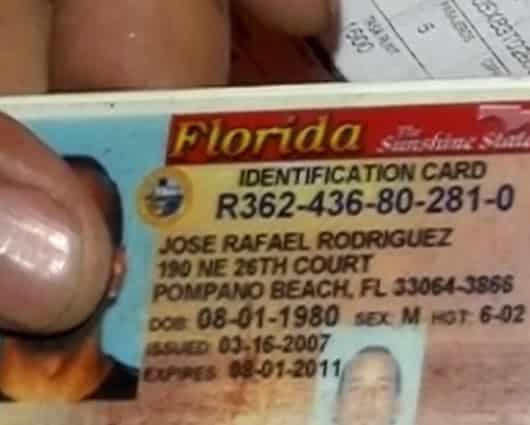 1600
5
Florida
The Sunshine State
IDENTIFICATION CARD
R362-436-80-281-0
JOSE RAFAEL RODRIGUEZ
190 NE 26TH COURT
POMPANO BEACH, FL 33064-3866
DOB: 08-01-1980 SEX: M HGT: 6-02
ISSUED: 03-16-2007
EXPIRES: 08-01-2011